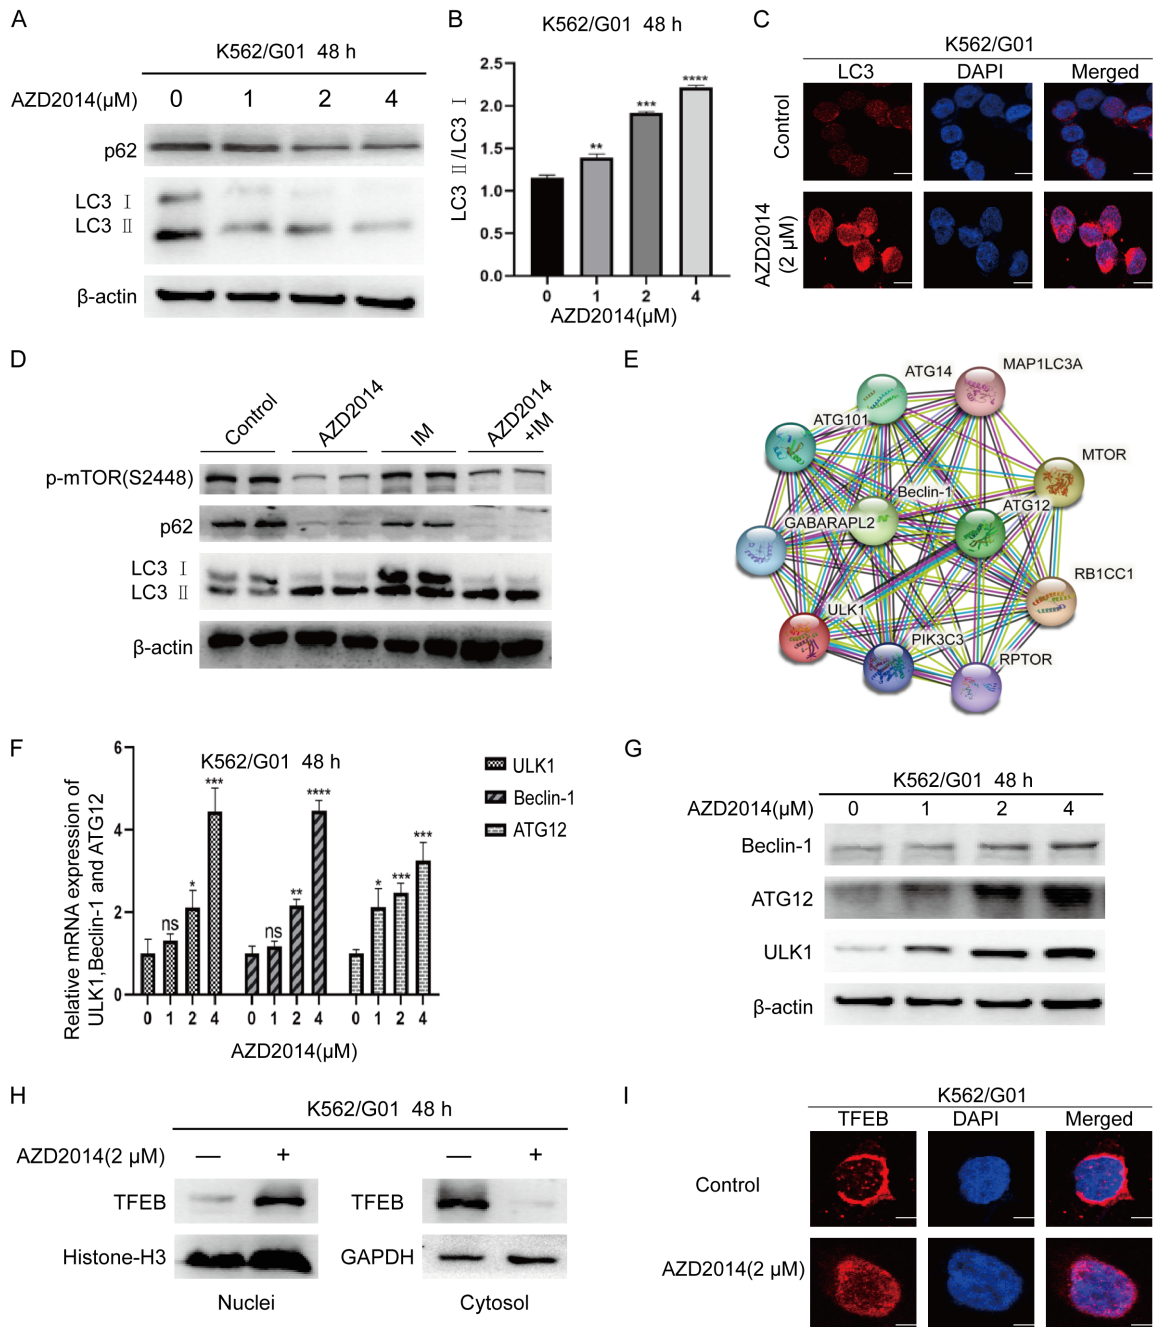 A
K562/G01 48 h
AZD2014(μM) 0 1 2 4
p62
LC3 Ⅰ
LC3 Ⅱ
β-actin
B
K562/G01 48 h
LC3 Ⅱ/LC3 Ⅰ
2.5
2.0
1.5
1.0
0.5
0.0
**
***
****
0 1 2 4
AZD2014(μM)
C
K562/G01
LC3 DAPI Merged
Control
AZD2014
(2 μM)
D
Control
AZD2014
IM
AZD2014
+IM
p-mTOR(S2448)
p62
LC3 Ⅰ
LC3 Ⅱ
β-actin
E
ATG14
MAP1LC3A
ATG101
MTOR
Beclin-1
ATG12
GABARAPL2
RB1CC1
ULK1
PIK3C3
RPTOR
F
K562/G01 48 h
Relative mRNA expression of
ULK1,Beclin-1 and ATG12
6
4
2
0
ns * ***
ns ** ****
* *** ***
ULK1
Beclin-1
ATG12
0 1 2 4 0 1 2 4 0 1 2 4
AZD2014(μM)
G
K562/G01 48 h
AZD2014(μM) 0 1 2 4
Beclin-1
ATG12
ULK1
β-actin
H
K562/G01 48 h
AZD2014(2 μM) — + — +
TFEB TFEB
Histone-H3 GAPDH
Nuclei Cytosol
I
K562/G01
TFEB DAPI Merged
Control
AZD2014(2 μM)